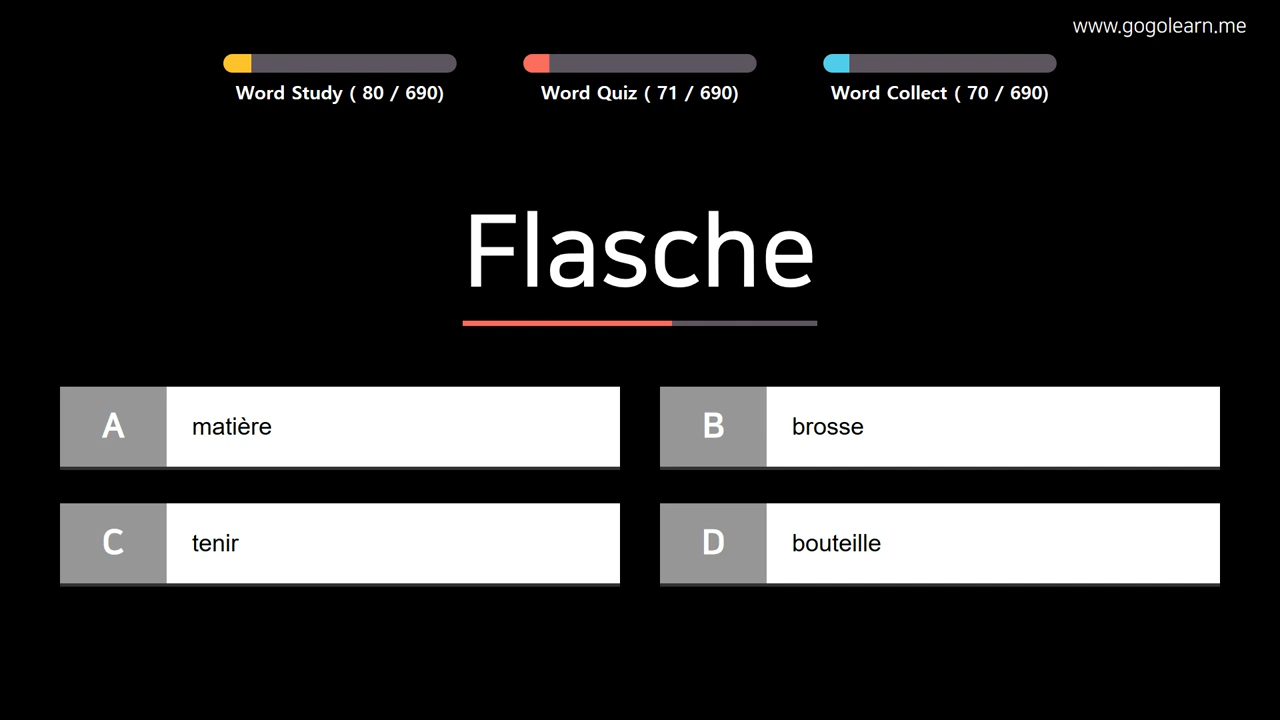 www.gogolearn.me
Word Study ( 80 / 690)
Word Quiz ( 71 / 690)
Word Collect ( 70 / 690)
Flasche
A matière
B brosse
C tenir
D bouteille